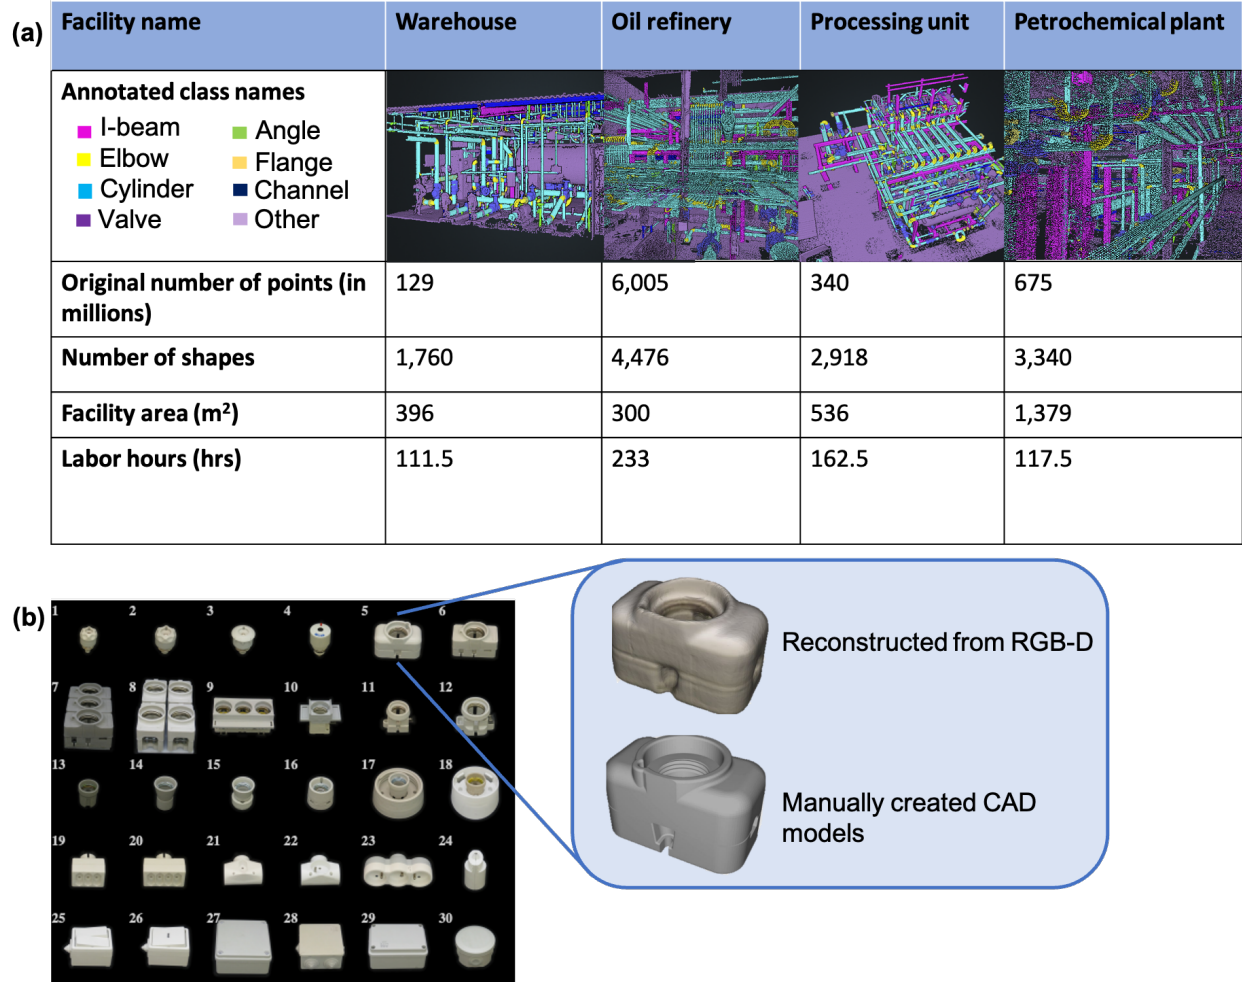 (a)
Facility name
Warehouse
Oil refinery
Processing unit
Petrochemical plant
Annotated class names
I-beam
Angle
Elbow
Flange
Cylinder
Channel
Valve
Other
Original number of points (in
millions)
129
6,005
340
675
Number of shapes
1,760
4,476
2,918
3,340
Facility area (m²)
396
300
536
1,379
Labor hours (hrs)
111.5
233
162.5
117.5
(b)
1 2 3 4 5 6
7 8 9 10 11 12
13 14 15 16 17 18
19 20 21 22 23 24
25 26 27 28 29 30
Reconstructed from RGB-D
Manually created CAD
models